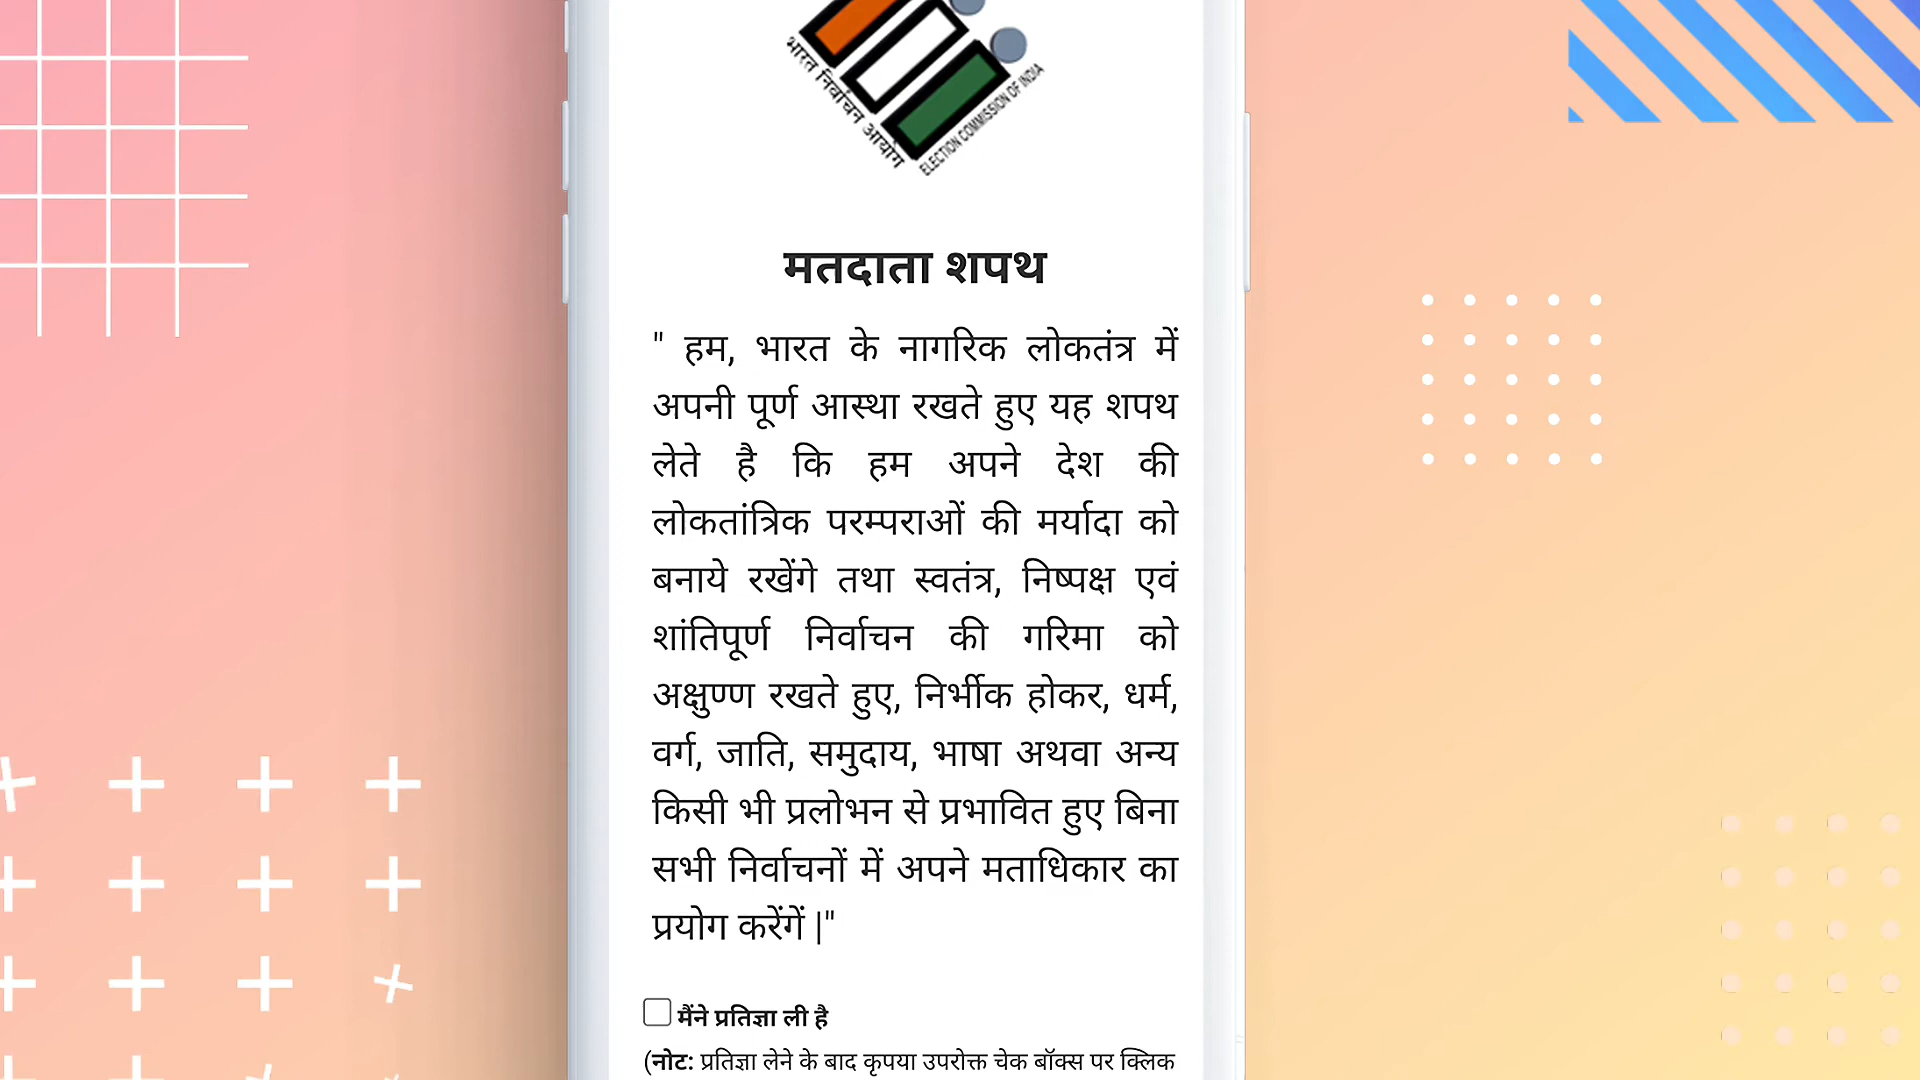 भारत निर्वाचन आयोग
ELECTION COMMISSION OF INDIA
मतदाता शपथ
" हम, भारत के नागरिक लोकतंत्र में
अपनी पूर्ण आस्था रखते हुए यह शपथ
लेते है कि हम अपने देश की
लोकतांत्रिक परम्पराओं की मर्यादा को
बनाये रखेंगे तथा स्वतंत्र, निष्पक्ष एवं
शांतिपूर्ण निर्वाचन की गरिमा को
अक्षुण्ण रखते हुए, निर्भीक होकर, धर्म,
वर्ग, जाति, समुदाय, भाषा अथवा अन्य
किसी भी प्रलोभन से प्रभावित हुए बिना
सभी निर्वाचनों में अपने मताधिकार का
प्रयोग करेंगें |"
मैंने प्रतिज्ञा ली है
(नोट: प्रतिज्ञा लेने के बाद कृपया उपरोक्त चेक बॉक्स पर क्लिक